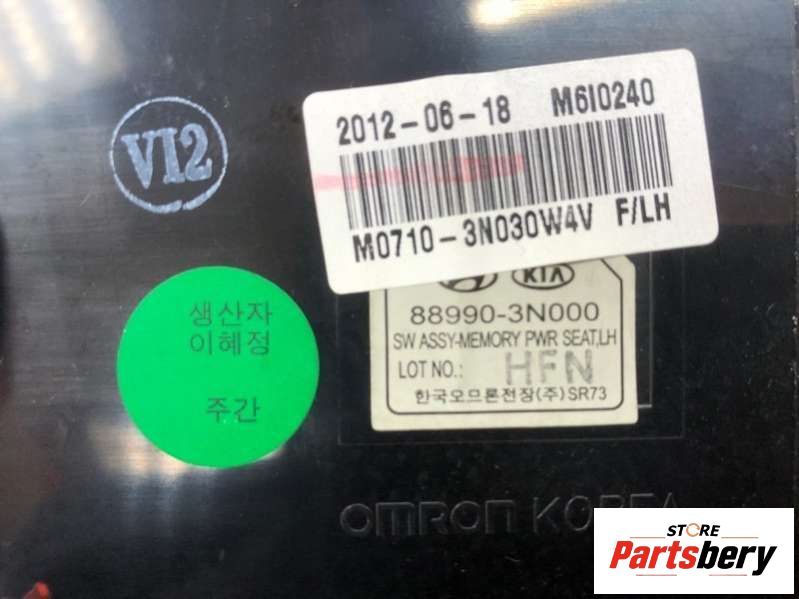 VI2
2012-06-18 M6I0240
M0710-3N030W4V F/LH
KIA
88990-3N000
SW ASSY-MEMORY PWR SEAT,LH
LOT NO.: HFN
한국오므론전장(주) SR73
생산자
이혜정
주간
OMRON KOREA
STORE
Partsbery